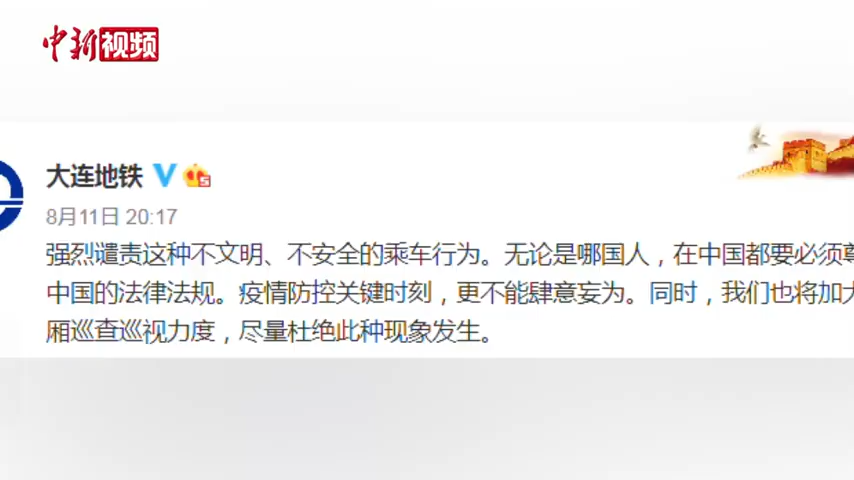 中新视频
大连地铁
8月11日 20:17
强烈谴责这种不文明、不安全的乘车行为。无论是哪国人，在中国都要必须尊
中国的法律法规。疫情防控关键时刻，更不能肆意妄为。同时，我们也将加大
厢巡查巡视力度，尽量杜绝此种现象发生。